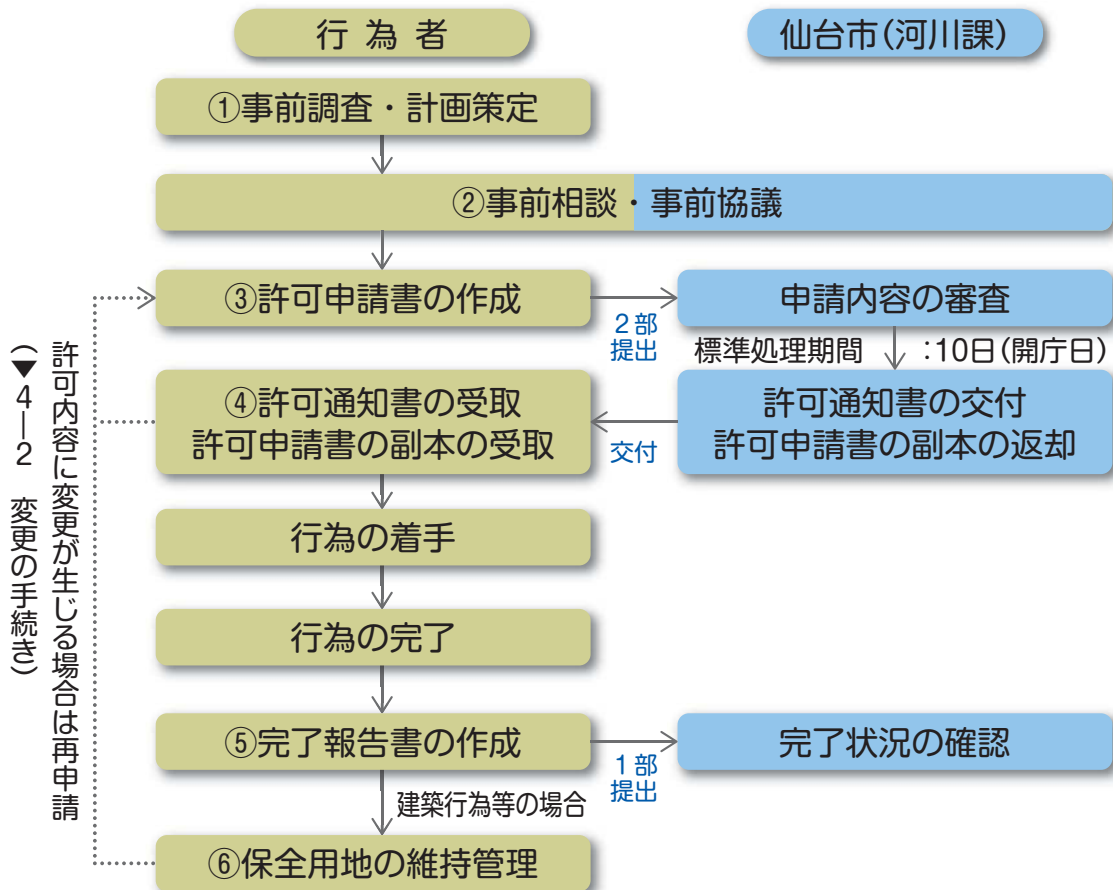 行為者
仙台市(河川課)
①事前調査・計画策定
②事前相談・事前協議
③許可申請書の作成
2部
提出
申請内容の審査
標準処理期間 :10日(開庁日)
④許可通知書の受取
許可申請書の副本の受取
交付
許可通知書の交付
許可申請書の副本の返却
行為の着手
行為の完了
⑤完了報告書の作成
1部
提出
完了状況の確認
建築行為等の場合
⑥保全用地の維持管理
許可内容に変更が生じる場合は再申請
(▼4―2 変更の手続き)